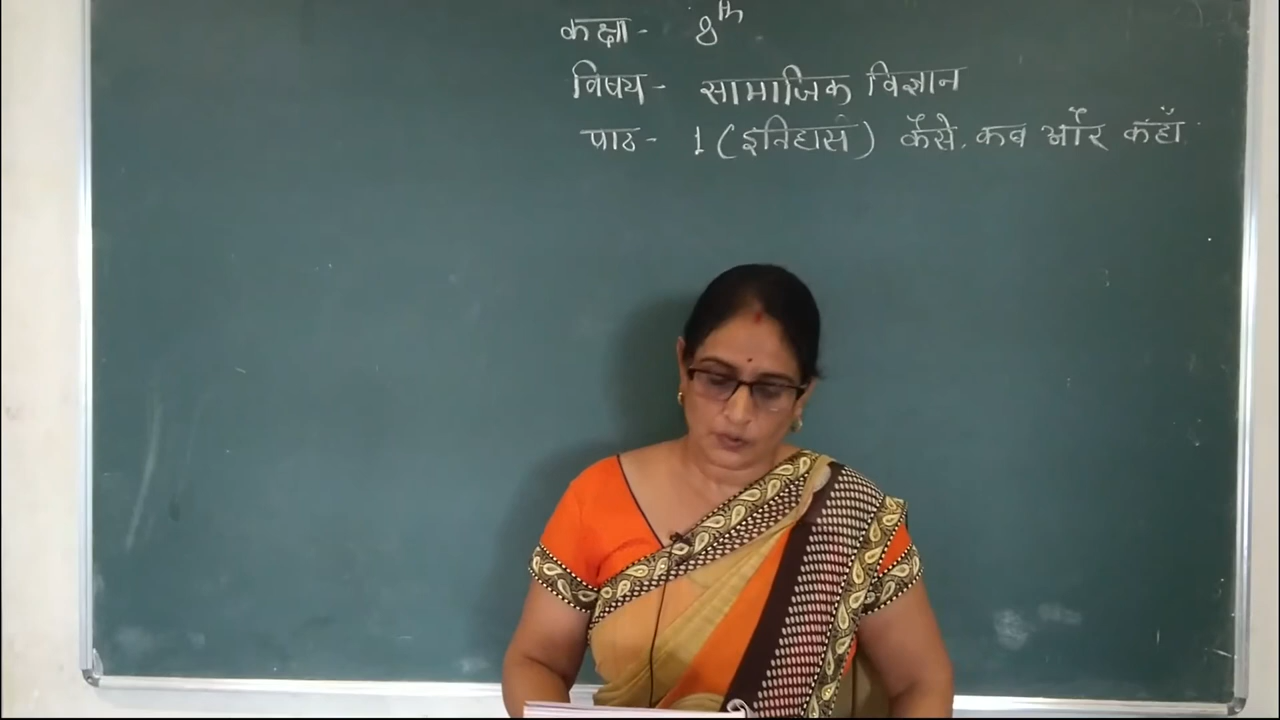 कक्षा - 8th
विषय - सामाजिक विज्ञान
पाठ - 1 (इतिहास) कैसे, कब और कहाँ